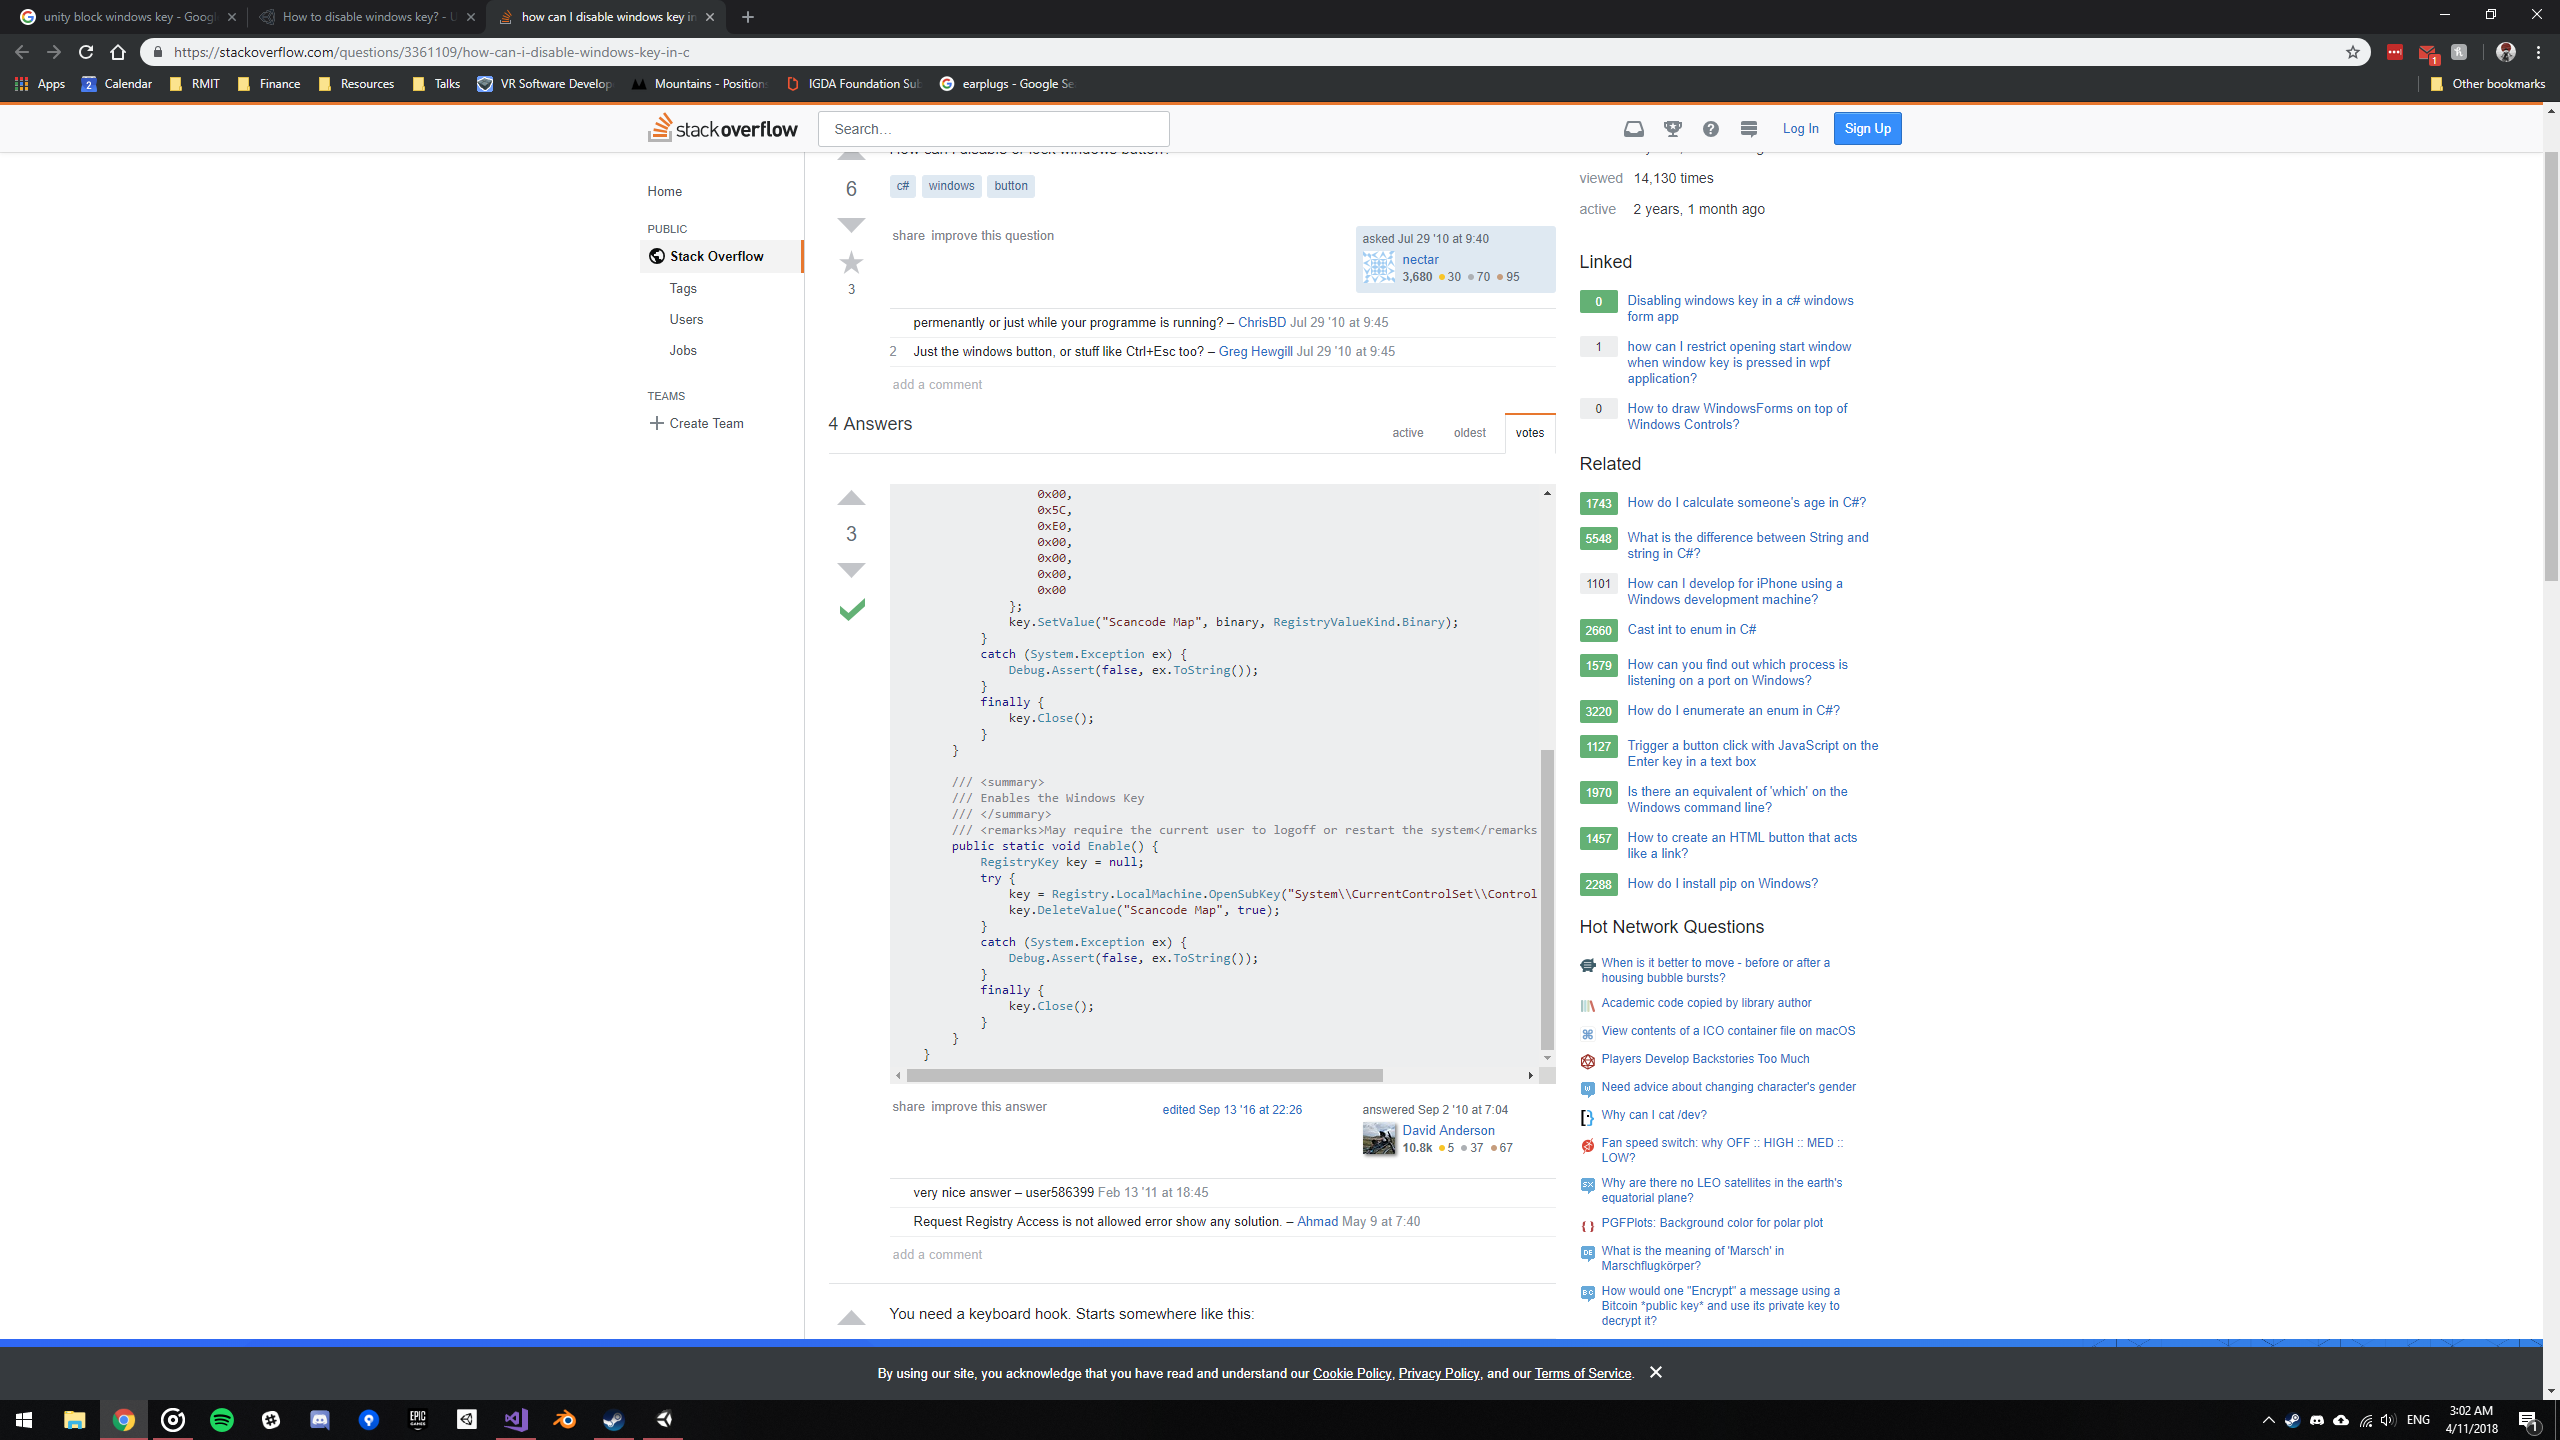 unity block windows key - Goog
How to disable windows key? - U
how can I disable windows key in
https://stackoverflow.com/questions/3361109/how-can-i-disable-windows-key-in-c
1
Apps
2
Calendar
RMIT
Finance
Resources
Talks
VR Software Develop
Mountains - Positions
IGDA Foundation Sub
earplugs - Google Se
Other bookmarks
stackoverflow
Search...
Log In
Sign Up
Home
PUBLIC
Stack Overflow
Tags
Users
Jobs
TEAMS
Create Team
6
3
c#
windows
button
share improve this question
asked Jul 29 '10 at 9:40
nectar
3,680 30 70 95
permenantly or just while your programme is running? – ChrisBD Jul 29 '10 at 9:45
2 Just the windows button, or stuff like Ctrl+Esc too? – Greg Hewgill Jul 29 '10 at 9:45
add a comment
4 Answers
active
oldest
votes
3
0x00,
0x5C,
0xE0,
0x00,
0x00,
0x00,
0x00
};
key.SetValue("Scancode Map", binary, RegistryValueKind.Binary);
}
catch (System.Exception ex) {
Debug.Assert(false, ex.ToString());
}
finally {
key.Close();
}
}
/// <summary>
/// Enables the Windows Key
/// </summary>
/// <remarks>May require the current user to logoff or restart the system</remarks
public static void Enable() {
RegistryKey key = null;
try {
key = Registry.LocalMachine.OpenSubKey("System\\CurrentControlSet\\Control
key.DeleteValue("Scancode Map", true);
}
catch (System.Exception ex) {
Debug.Assert(false, ex.ToString());
}
finally {
key.Close();
}
}
}
share improve this answer
edited Sep 13 '16 at 22:26
answered Sep 2 '10 at 7:04
David Anderson
10.8k 5 37 67
very nice answer – user586399 Feb 13 '11 at 18:45
Request Registry Access is not allowed error show any solution. – Ahmad May 9 at 7:40
add a comment
You need a keyboard hook. Starts somewhere like this:
viewed 14,130 times
active 2 years, 1 month ago
Linked
0 Disabling windows key in a c# windows
form app
1 how can I restrict opening start window
when window key is pressed in wpf
application?
0 How to draw WindowsForms on top of
Windows Controls?
Related
1743 How do I calculate someone's age in C#?
5548 What is the difference between String and
string in C#?
1101 How can I develop for iPhone using a
Windows development machine?
2660 Cast int to enum in C#
1579 How can you find out which process is
listening on a port on Windows?
3220 How do I enumerate an enum in C#?
1127 Trigger a button click with JavaScript on the
Enter key in a text box
1970 Is there an equivalent of 'which' on the
Windows command line?
1457 How to create an HTML button that acts
like a link?
2288 How do I install pip on Windows?
Hot Network Questions
When is it better to move - before or after a
housing bubble bursts?
Academic code copied by library author
View contents of a ICO container file on macOS
Players Develop Backstories Too Much
Need advice about changing character's gender
Why can I cat /dev?
Fan speed switch: why OFF :: HIGH :: MED ::
LOW?
Why are there no LEO satellites in the earth's
equatorial plane?
PGFPlots: Background color for polar plot
What is the meaning of 'Marsch' in
Marschflugkörper?
How would one "Encrypt" a message using a
Bitcoin *public key* and use its private key to
decrypt it?
By using our site, you acknowledge that you have read and understand our Cookie Policy, Privacy Policy, and our Terms of Service.
EPIC
GAMES
ENG
3:02 AM
4/11/2018
1